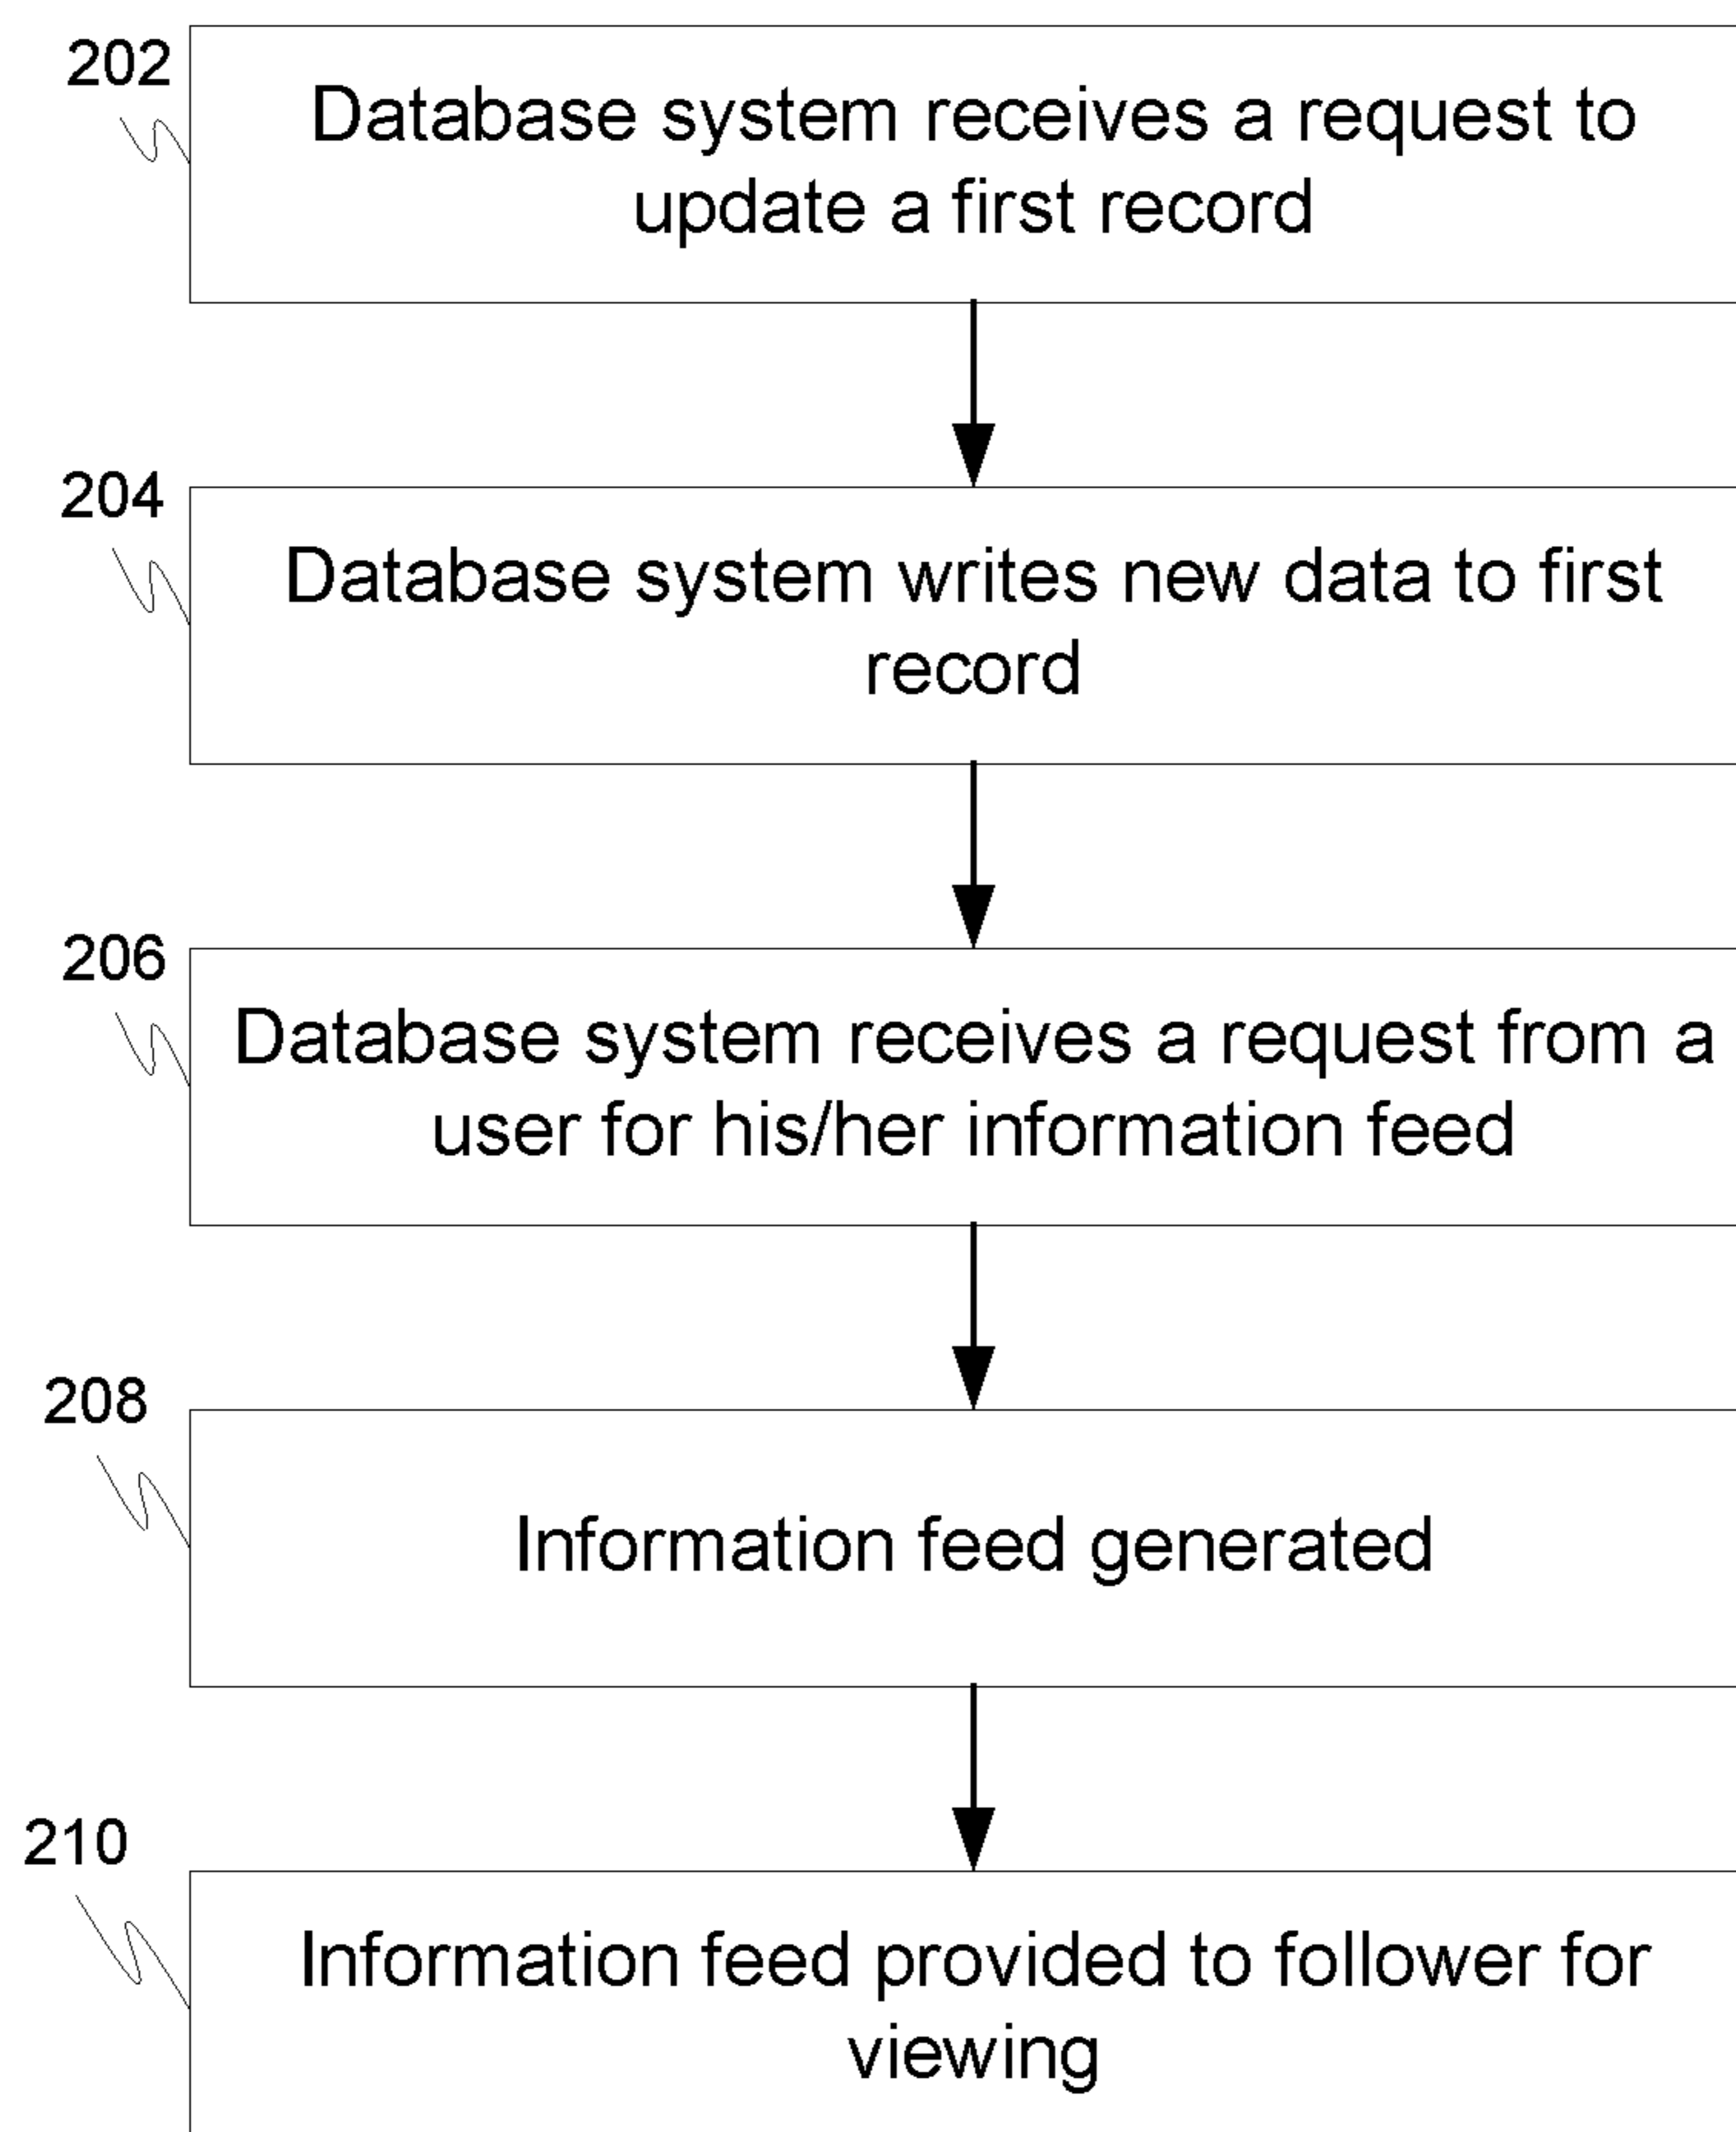 202
Database system receives a request to
update a first record
204
Database system writes new data to first
record
206
Database system receives a request from a
user for his/her information feed
208
Information feed generated
210
Information feed provided to follower for
viewing